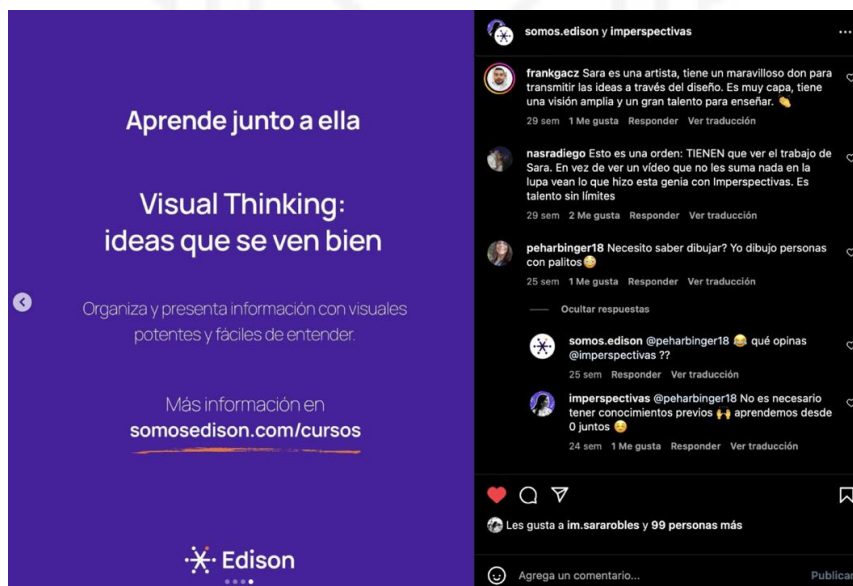 Aprende junto a ella
Visual Thinking:
ideas que se ven bien
Organiza y presenta información con visuales
potentes y fáciles de entender.
Más información en
somosedison.com/cursos
Edison
somos.edison y imperspectivas
frankgacz Sara es una artista, tiene un maravilloso don para
transmitir las ideas a través del diseño. Es muy capa, tiene
una visión amplia y un gran talento para enseñar. 👏
29 sem 1 Me gusta Responder Ver traducción
nasradiego Esto es una orden: TIENEN que ver el trabajo de
Sara. En vez de ver un vídeo que no les suma nada en la
lupa vean lo que hizo esta genia con Imperspectivas. Es
talento sin límites
29 sem 2 Me gusta Responder Ver traducción
peharbinger18 Necesito saber dibujar? Yo dibujo personas
con palitos😳
25 sem 1 Me gusta Responder Ver traducción
Ocultar respuestas
somos.edison @peharbinger18 😂 qué opinas
@imperspectivas ??
25 sem Responder Ver traducción
imperspectivas @peharbinger18 No es necesario
tener conocimientos previos 🙌 aprendemos desde
0 juntos ☺️
24 sem 1 Me gusta Responder Ver traducción
Les gusta a im.sararobles y 99 personas más
Agrega un comentario...
Publicar